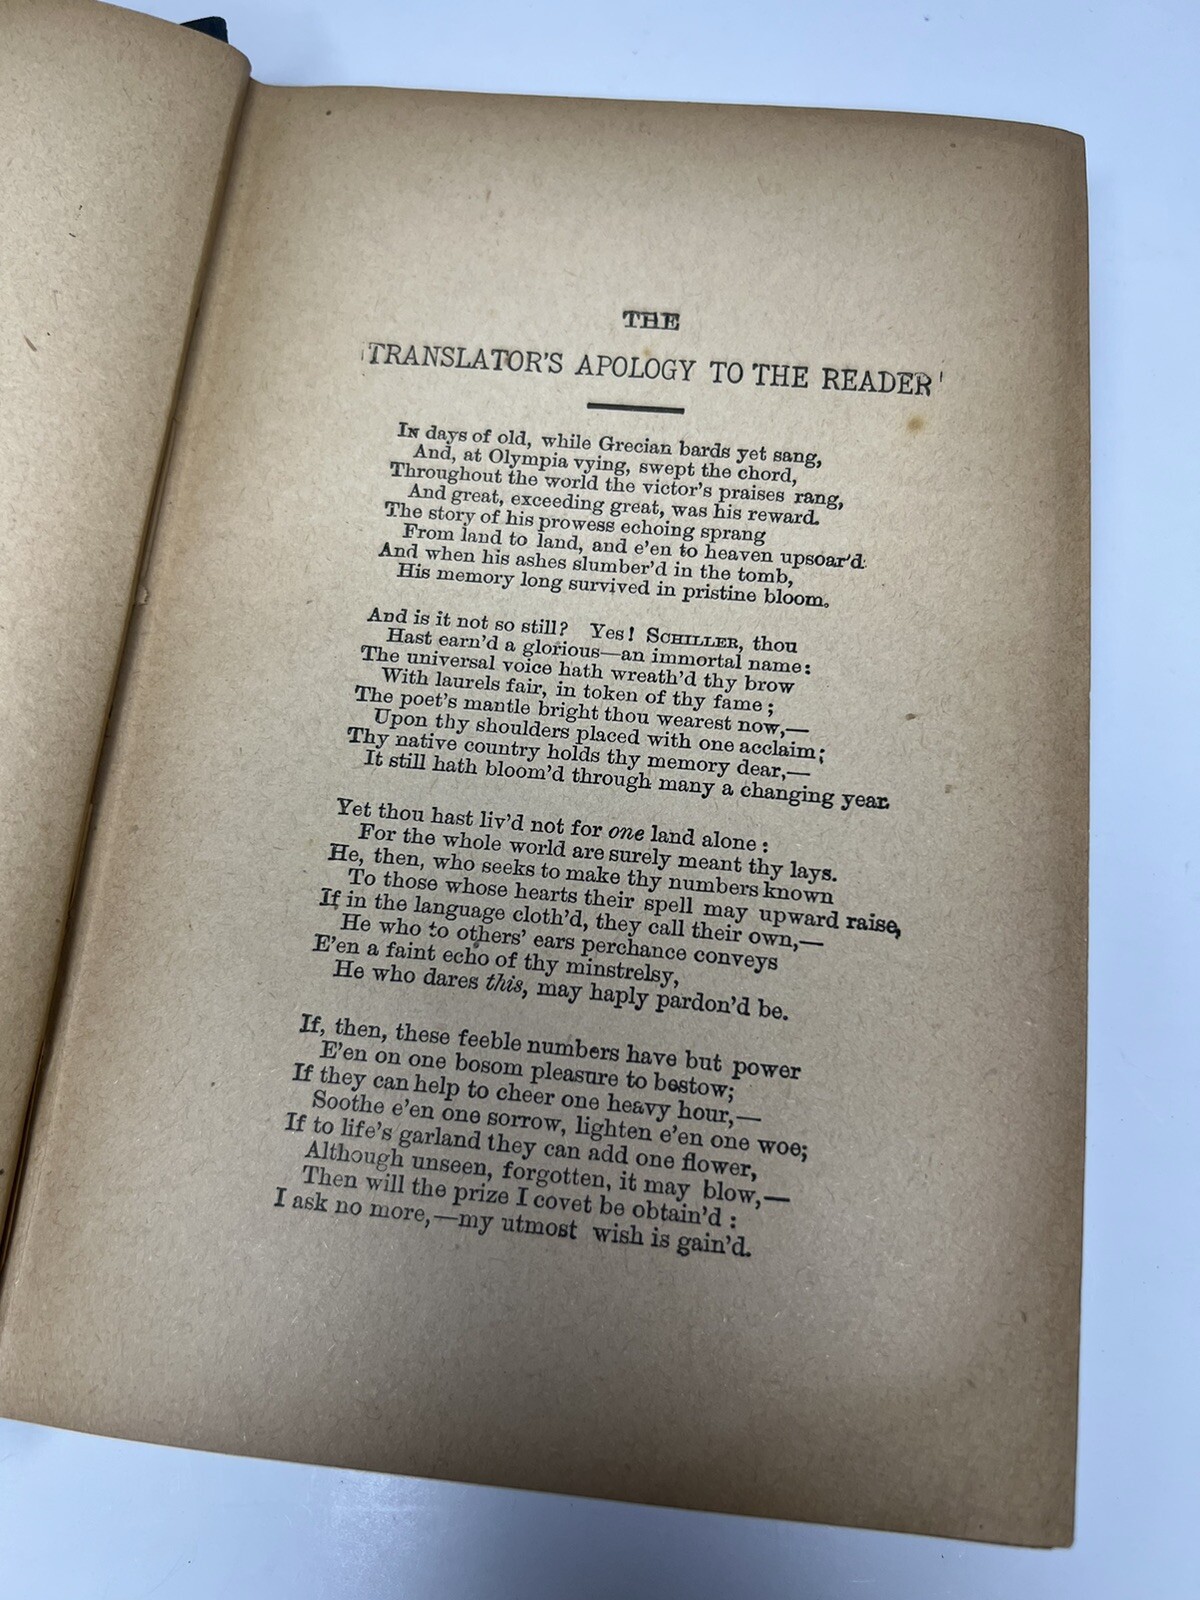 THE
TRANSLATOR'S APOLOGY TO THE READER
In days of old, while Grecian bards yet sang,
And, at Olympia vying, swept the chord,
Throughout the world the victor's praises rang,
And great, exceeding great, was his reward.
The story of his prowess echoing sprang
From land to land, and e'en to heaven upsoar'd:
And when his ashes slumber'd in the tomb,
His memory long survived in pristine bloom.
And is it not so still? Yes! SCHILLER, thou
Hast earn'd a glorious—an immortal name:
The universal voice hath wreath'd thy brow
With laurels fair, in token of thy fame;
The poet's mantle bright thou wearest now,—
Upon thy shoulders placed with one acclaim;
Thy native country holds thy memory dear,—
It still hath bloom'd through many a changing year.
Yet thou hast liv'd not for one land alone:
For the whole world are surely meant thy lays.
He, then, who seeks to make thy numbers known
To those whose hearts their spell may upward raise,
If in the language cloth'd, they call their own,—
He who to others' ears perchance conveys
E'en a faint echo of thy minstrelsy,
He who dares this, may haply pardon'd be.
If, then, these feeble numbers have but power
E'en on one bosom pleasure to bestow;
If they can help to cheer one heavy hour,—
Soothe e'en one sorrow, lighten e'en one woe;
If to life's garland they can add one flower,
Although unseen, forgotten, it may blow,—
Then will the prize I covet be obtain'd:
I ask no more,—my utmost wish is gain'd.